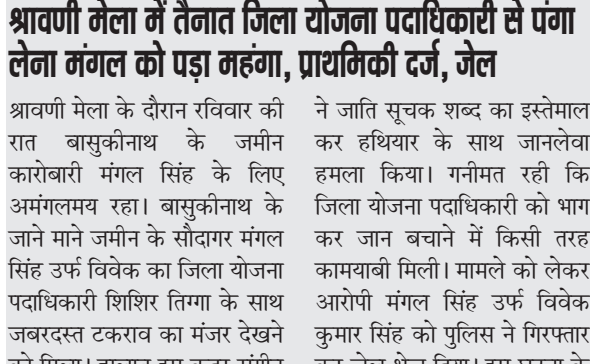 श्रावणी मेला में तैनात जिला योजना पदाधिकारी से पंगा
लेना मंगल को पड़ा महंगा, प्राथमिकी दर्ज, जेल
श्रावणी मेला के दौरान रविवार की
रात बासुकीनाथ के जमीन
कारोबारी मंगल सिंह के लिए
अमंगलमय रहा। बासुकीनाथ के
जाने माने जमीन के सौदागर मंगल
सिंह उर्फ विवेक का जिला योजना
पदाधिकारी शिशिर तिग्गा के साथ
जबरदस्त टकराव का मंजर देखने
ने जाति सूचक शब्द का इस्तेमाल
कर हथियार के साथ जानलेवा
हमला किया। गनीमत रही कि
जिला योजना पदाधिकारी को भाग
कर जान बचाने में किसी तरह
कामयाबी मिली। मामले को लेकर
आरोपी मंगल सिंह उर्फ विवेक
कुमार सिंह को पुलिस ने गिरफ्तार